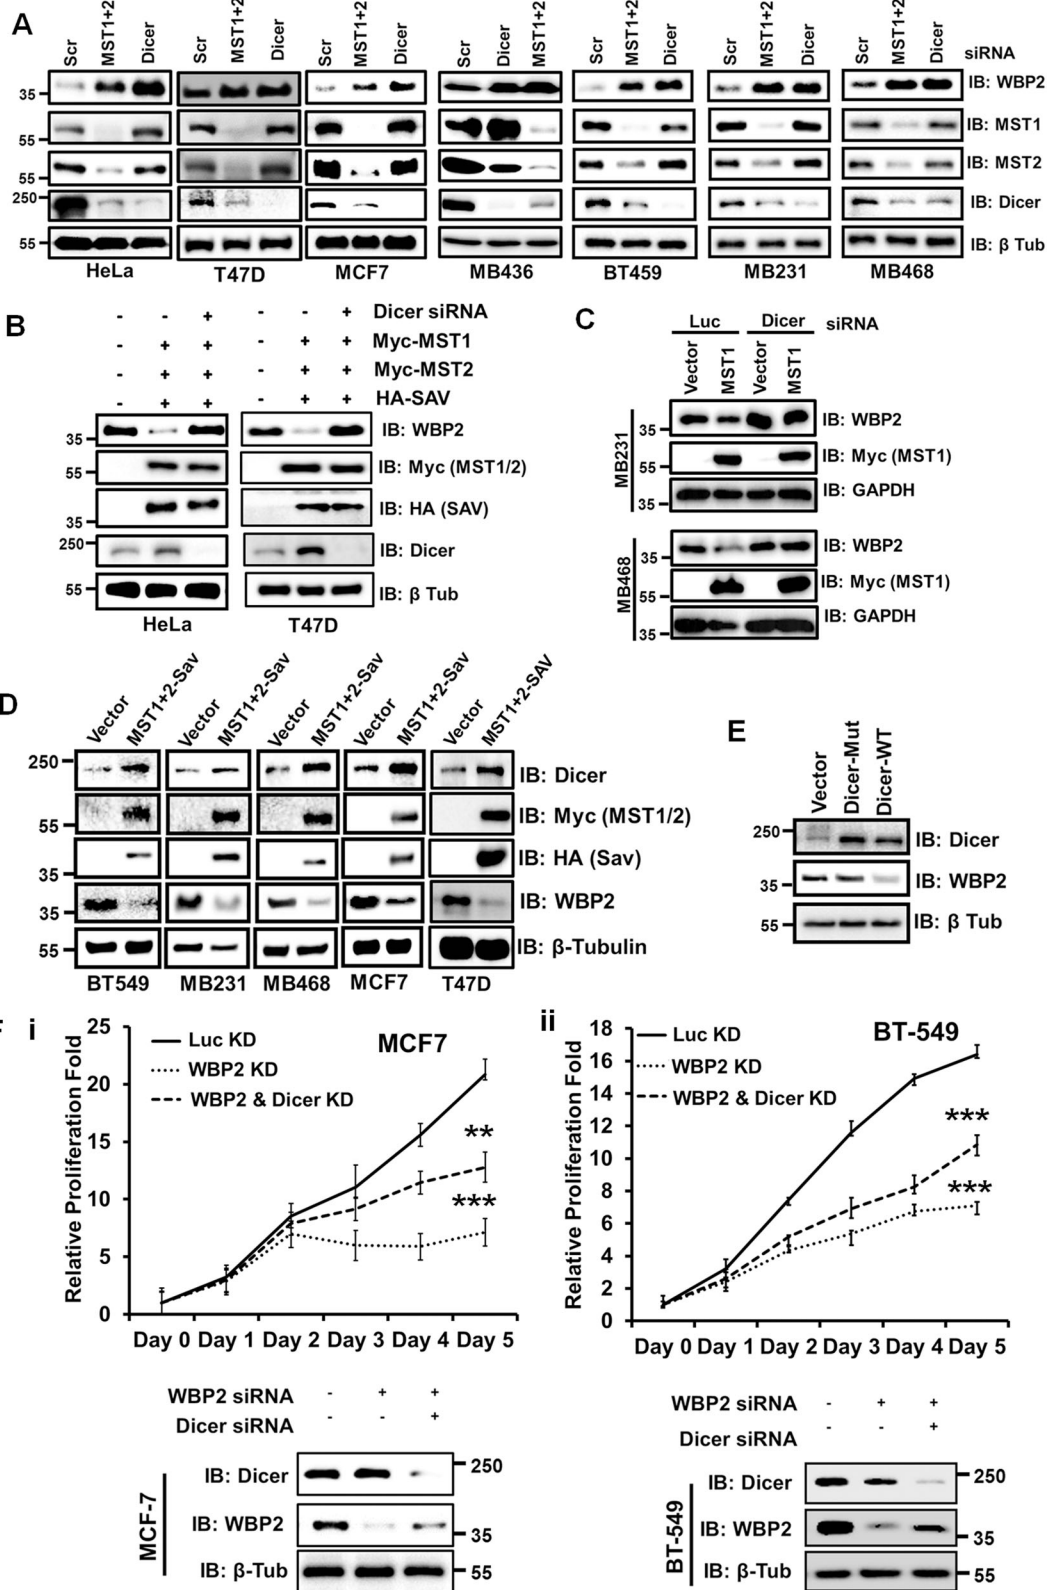 A
Scr MST1+2 Dicer Scr MST1+2 Dicer Scr MST1+2 Dicer Scr Dicer MST1+2 Scr MST1+2 Dicer Scr MST1+2 Dicer Scr MST1+2 Dicer siRNA
35 IB: WBP2
55 IB: MST1
55 IB: MST2
250 IB: Dicer
55 IB: β Tub
HeLa T47D MCF7 MB436 BT459 MB231 MB468
B
- - + - - + Dicer siRNA
- + + - + + Myc-MST1
- + + - + + Myc-MST2
- + + - + + HA-SAV
35 IB: WBP2
55 IB: Myc (MST1/2)
35 IB: HA (SAV)
250 IB: Dicer
55 IB: β Tub
HeLa T47D
C
Luc Dicer siRNA
Vector MST1 Vector MST1
MB231
35 IB: WBP2
55 IB: Myc (MST1)
35 IB: GAPDH
MB468
35 IB: WBP2
55 IB: Myc (MST1)
35 IB: GAPDH
D
Vector MST1+2-Sav Vector MST1+2-Sav Vector MST1+2-Sav Vector MST1+2-Sav Vector MST1+2-SAV
250 IB: Dicer
55 IB: Myc (MST1/2)
35 IB: HA (Sav)
35 IB: WBP2
55 IB: β-Tubulin
BT549 MB231 MB468 MCF7 T47D
E
Vector Dicer-Mut Dicer-WT
250 IB: Dicer
35 IB: WBP2
55 IB: β Tub
F i
MCF7
Relative Proliferation Fold
25
20
15
10
5
0
Luc KD
WBP2 KD
WBP2 & Dicer KD
**
***
Day 0 Day 1 Day 2 Day 3 Day 4 Day 5
WBP2 siRNA - + +
Dicer siRNA - - +
MCF-7
IB: Dicer 250
IB: WBP2 35
IB: β-Tub 55
ii
BT-549
Relative Proliferation Fold
18
16
14
12
10
8
6
4
2
0
Luc KD
WBP2 KD
WBP2 & Dicer KD
***
***
Day 0 Day 1 Day 2 Day 3 Day 4 Day 5
WBP2 siRNA - + +
Dicer siRNA - - +
BT-549
IB: Dicer 250
IB: WBP2 35
IB: β-Tub 55